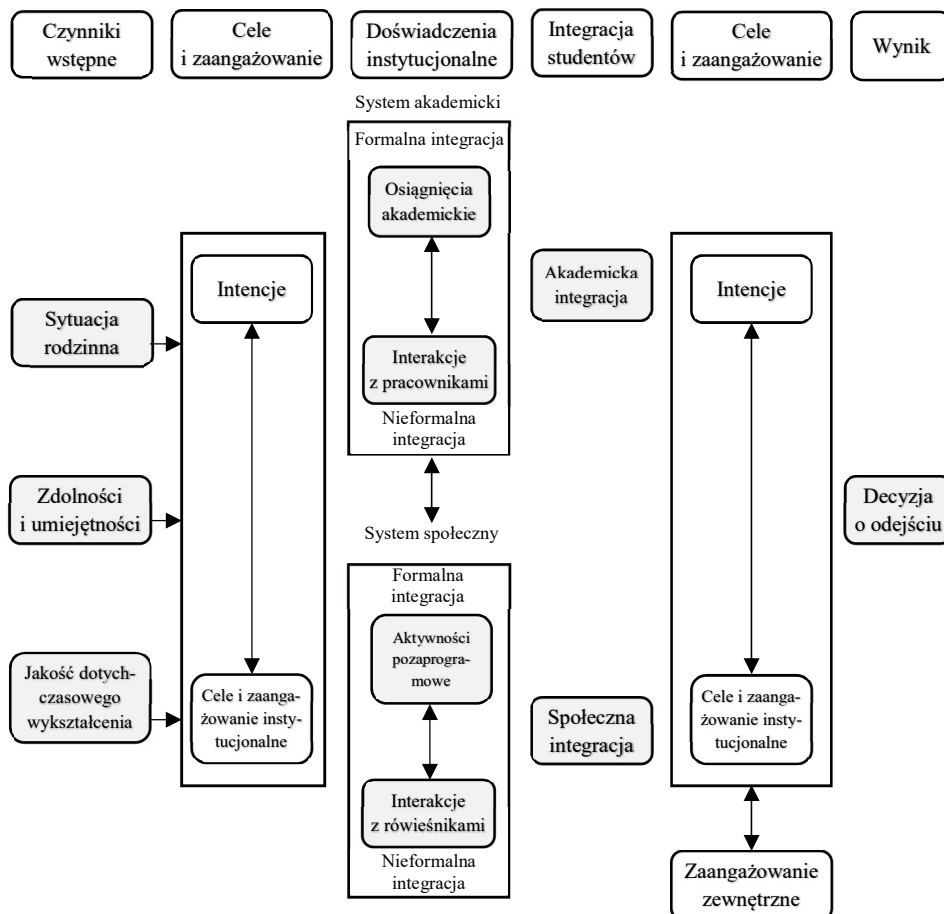 Czynniki
wstępne
Cele
i zaangażowanie
Doświadczenia
instytucjonalne
Integracja
studentów
Cele
i zaangażowanie
Wynik
Sytuacja
rodzinna
Zdolności
i umiejętności
Jakość dotych-
czasowego
wykształcenia
Intencje
Cele i zaanga-
żowanie insty-
tucjonalne
System akademicki
Formalna integracja
Osiągnięcia
akademickie
Interakcje
z pracownikami
Nieformalna
integracja
System społeczny
Formalna
integracja
Aktywności
pozaprogra-
mowe
Interakcje
z rówieśnikami
Nieformalna
integracja
Akademicka
integracja
Społeczna
integracja
Intencje
Cele i zaanga-
żowanie insty-
tucjonalne
Zaangażowanie
zewnętrzne
Decyzja
o odejściu